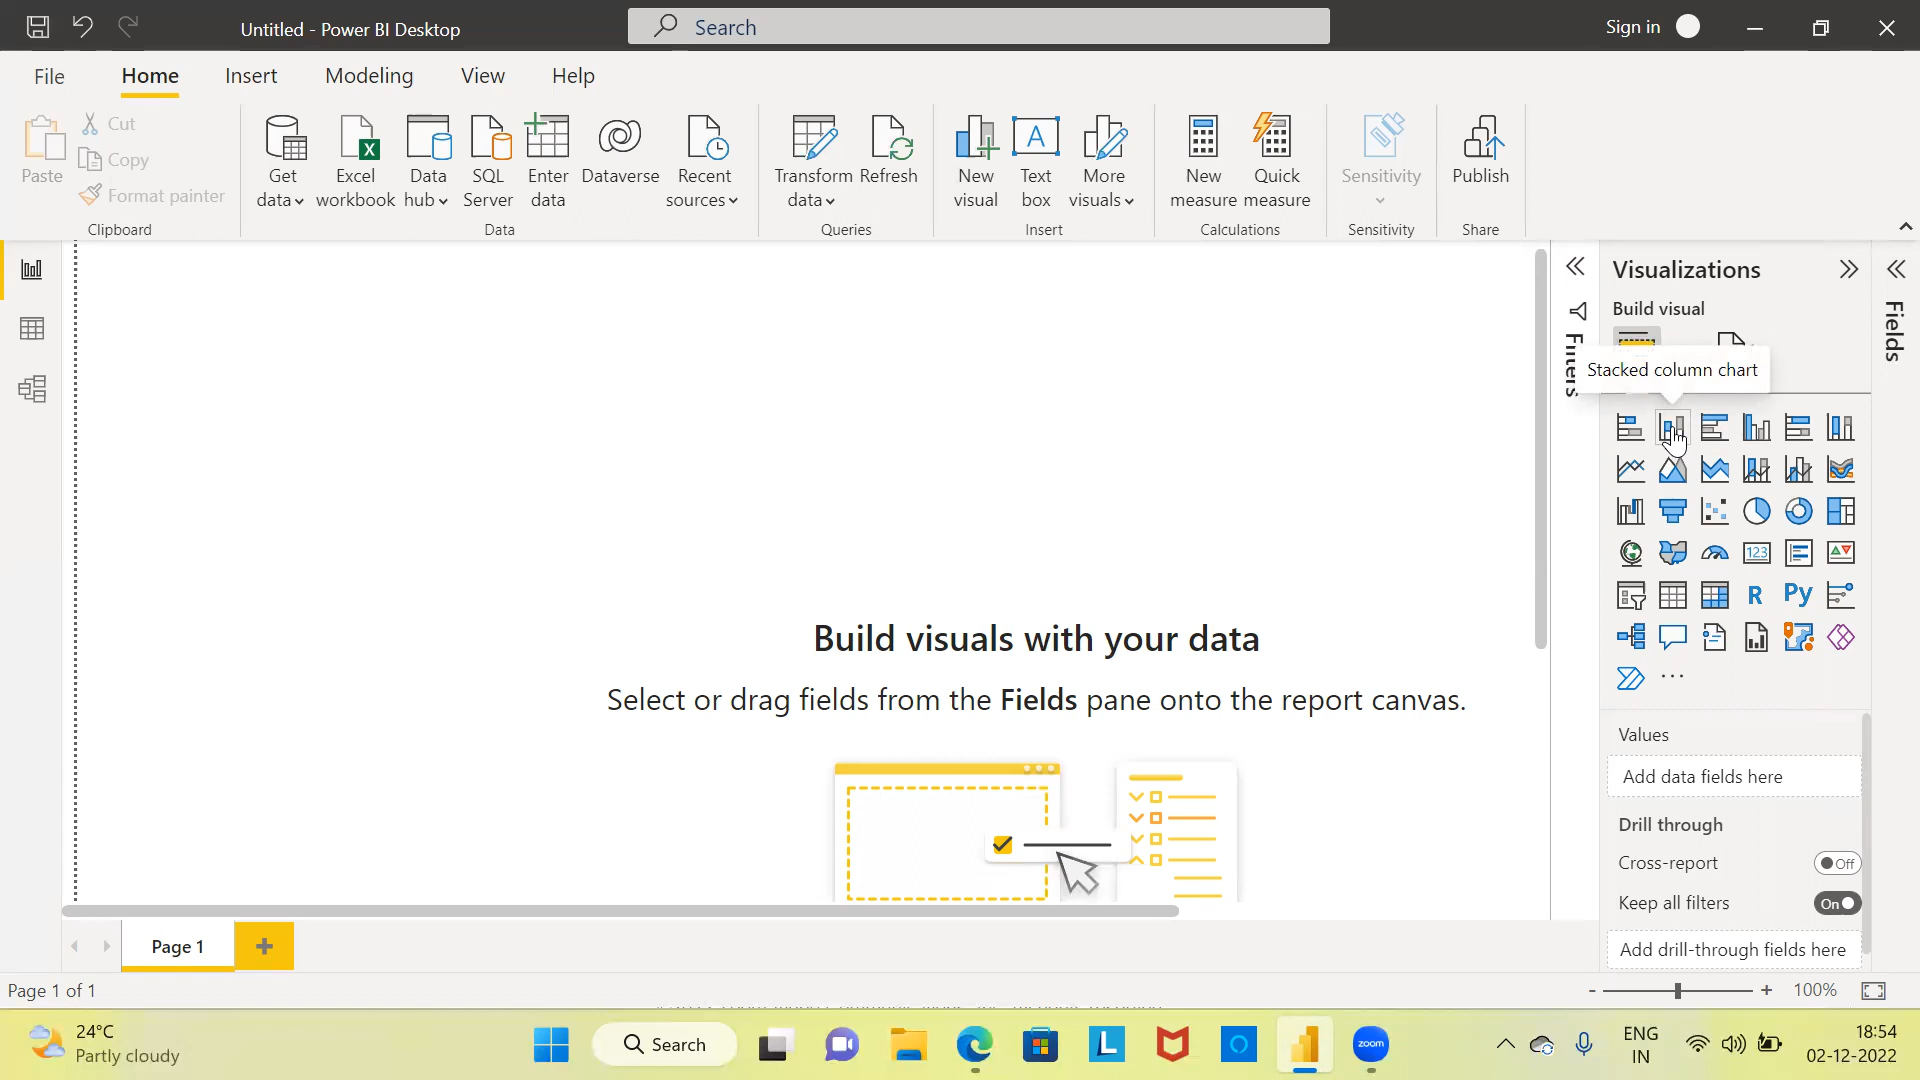 Untitled - Power BI Desktop
Search
Sign in
File
Home
Insert
Modeling
View
Help
Paste
Cut
Copy
Format painter
Clipboard
Get data
Excel workbook
Data hub
SQL Server
Enter data
Dataverse
Recent sources
Data
Transform data
Refresh
Queries
New visual
Text box
More visuals
Insert
New measure
Quick measure
Calculations
Sensitivity
Sensitivity
Publish
Share
Filters
Visualizations
Build visual
Stacked column chart
Fields
123
R
Py
Build visuals with your data
Select or drag fields from the Fields pane onto the report canvas.
Values
Add data fields here
Drill through
Cross-report
Off
Keep all filters
On
Add drill-through fields here
Page 1
Page 1 of 1
- + 100%
24°C
Partly cloudy
Search
L
zoom
ENG
IN
18:54
02-12-2022